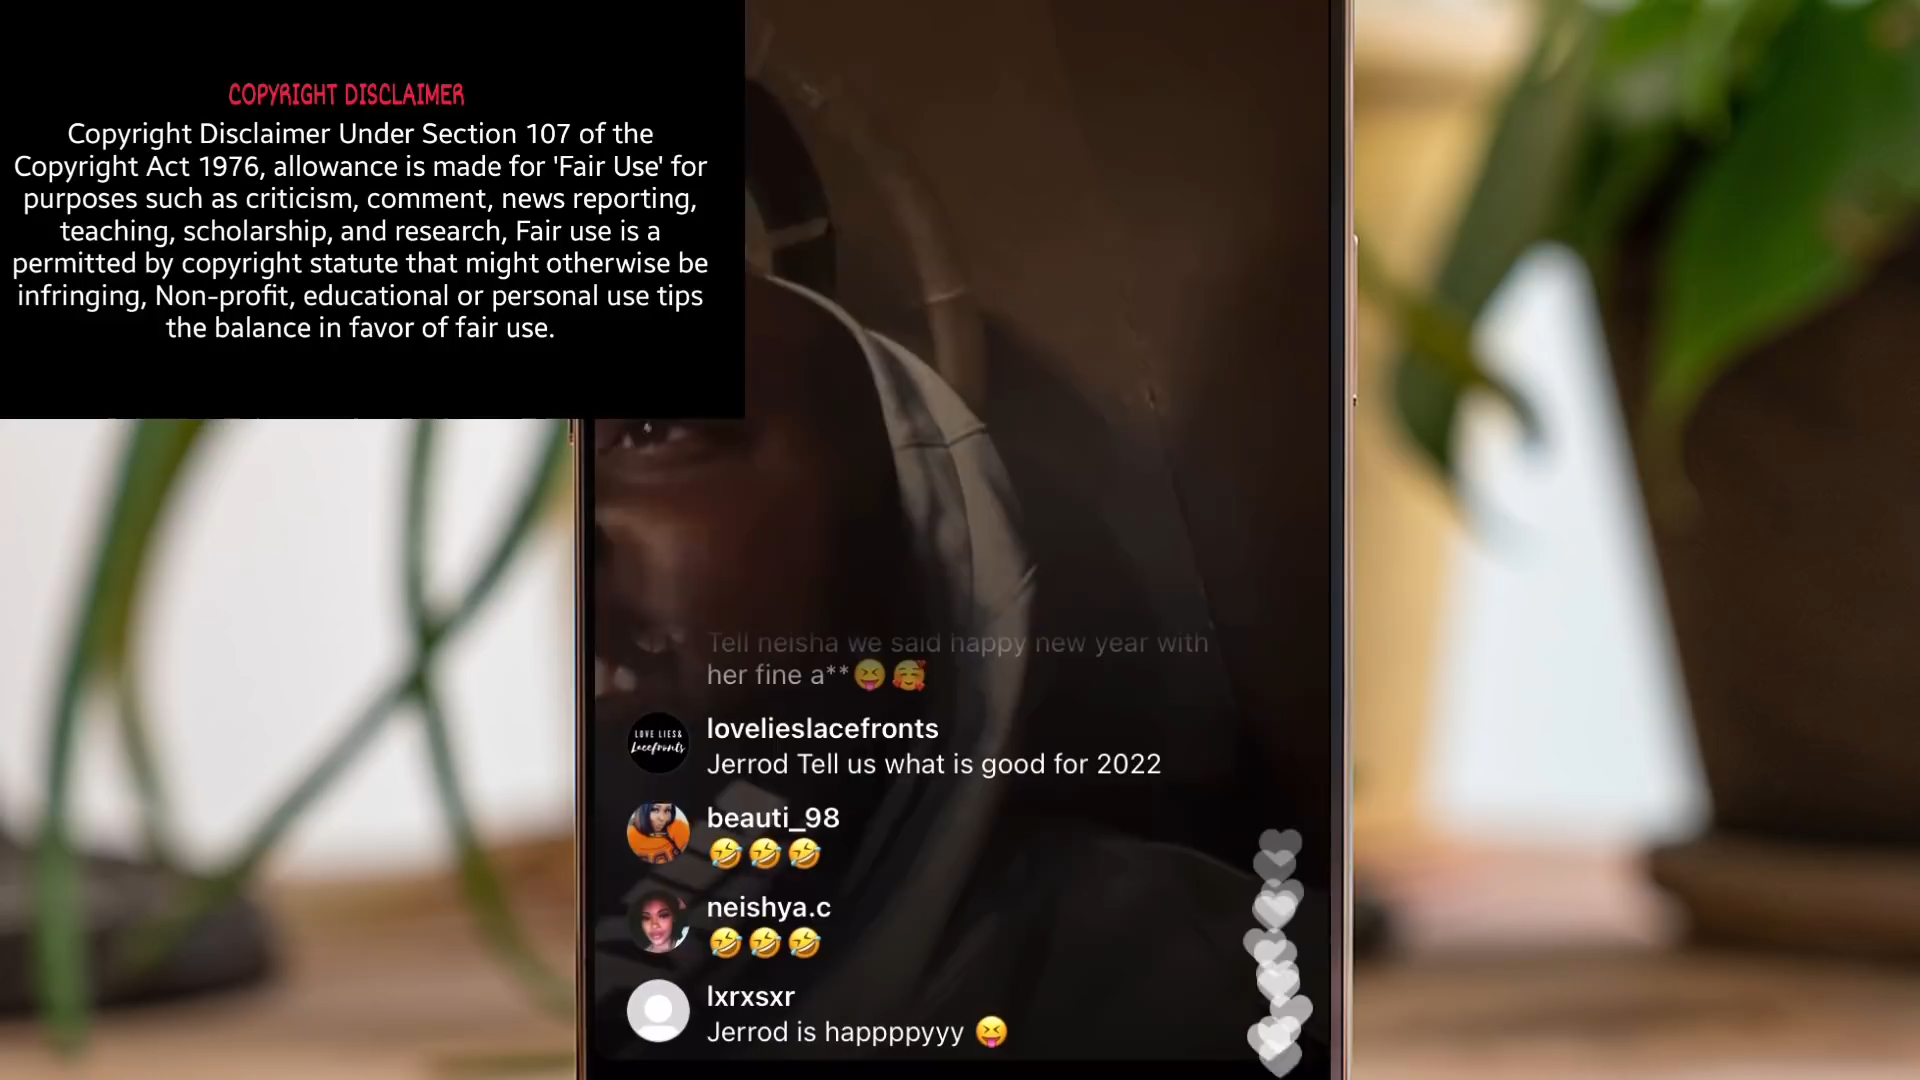 COPYRIGHT DISCLAIMER
Copyright Disclaimer Under Section 107 of the
Copyright Act 1976, allowance is made for 'Fair Use' for
purposes such as criticism, comment, news reporting,
teaching, scholarship, and research, Fair use is a
permitted by copyright statute that might otherwise be
infringing, Non-profit, educational or personal use tips
the balance in favor of fair use.
Tell neisha we said happy new year with
her fine a**😝🥰
lovelieslacefronts
LOVE LIES&
Lacefronts
Jerrod Tell us what is good for 2022
beauti_98
🤣🤣🤣
neishya.c
🤣🤣🤣
lxrxsxr
Jerrod is happppyyy 😝